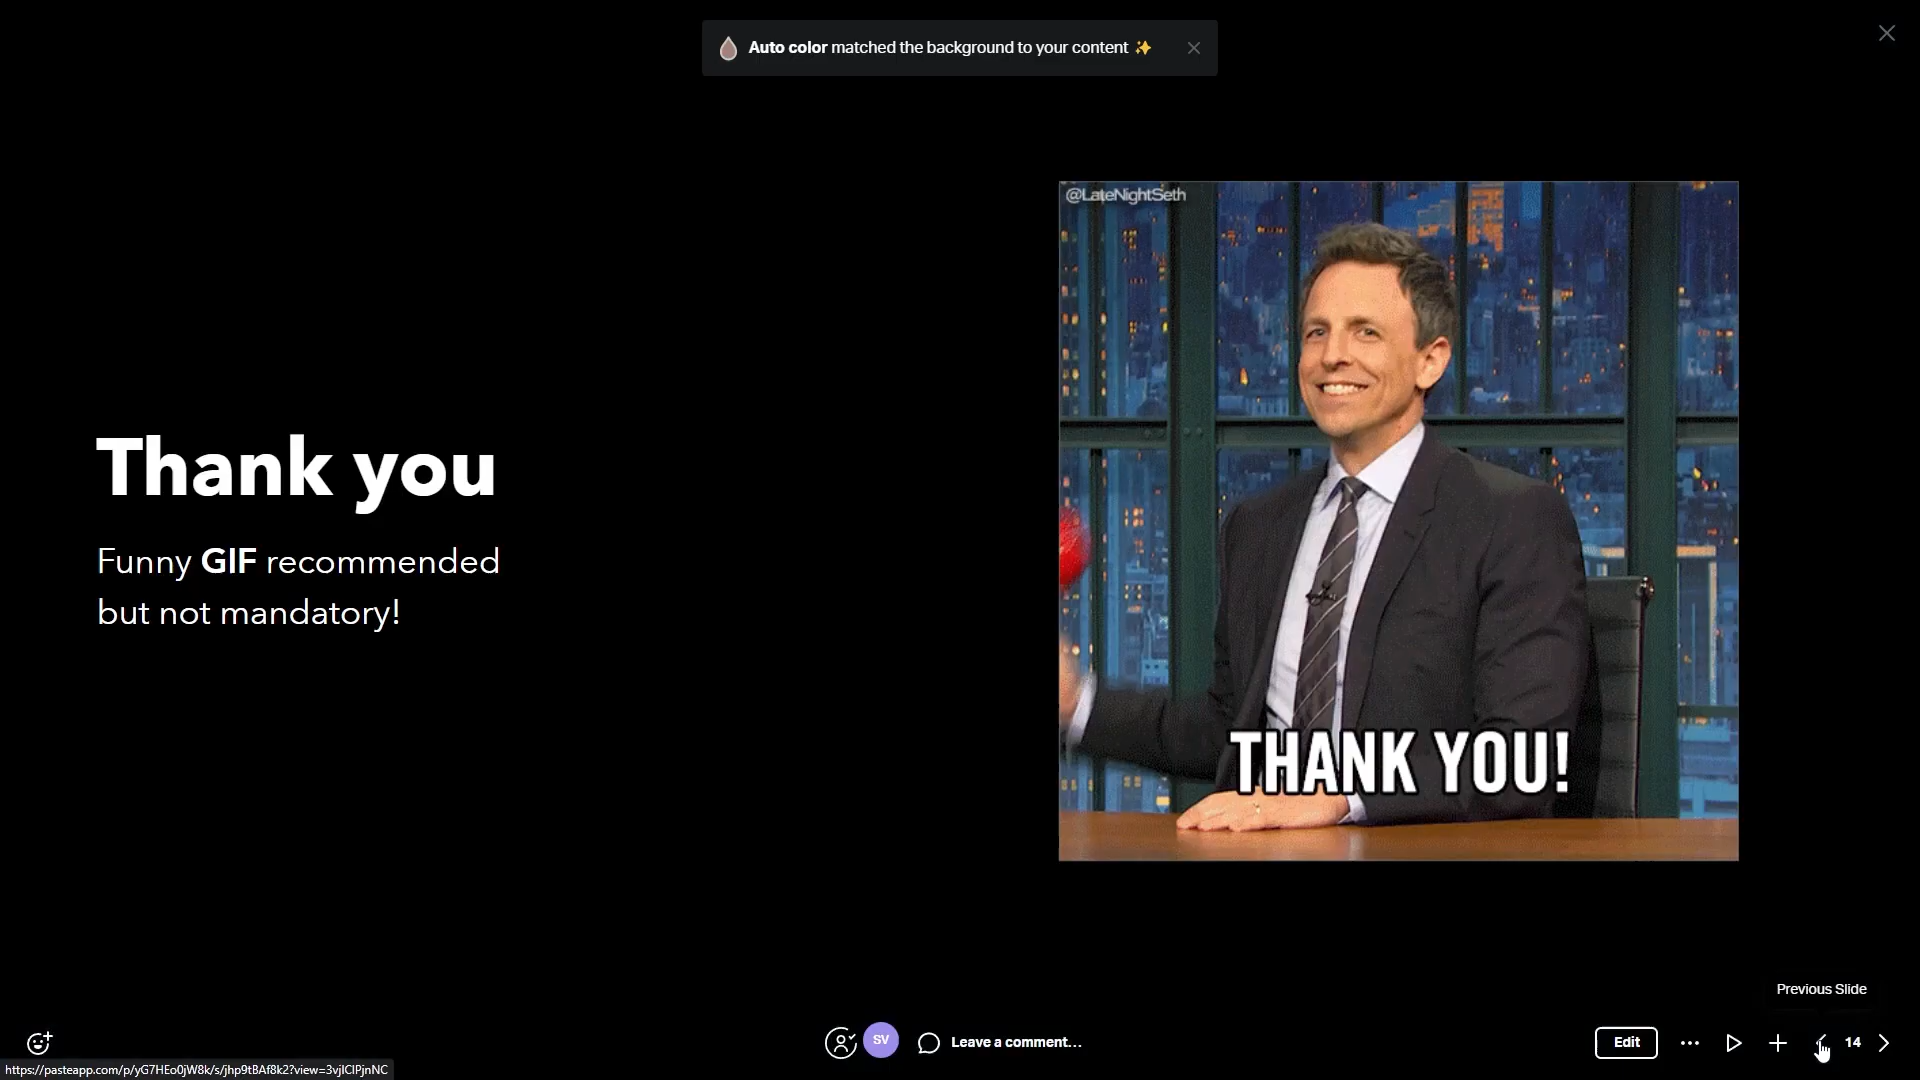 Auto color matched the background to your content ✨
@LateNightSeth
Thank you
Funny GIF recommended
but not mandatory!
THANK YOU!
Previous Slide
SV
Leave a comment...
Edit
14
https://pasteapp.com/p/yG7HEo0jW8k/s/jhp9tBAf8k2?view=3vjlClPjnNC